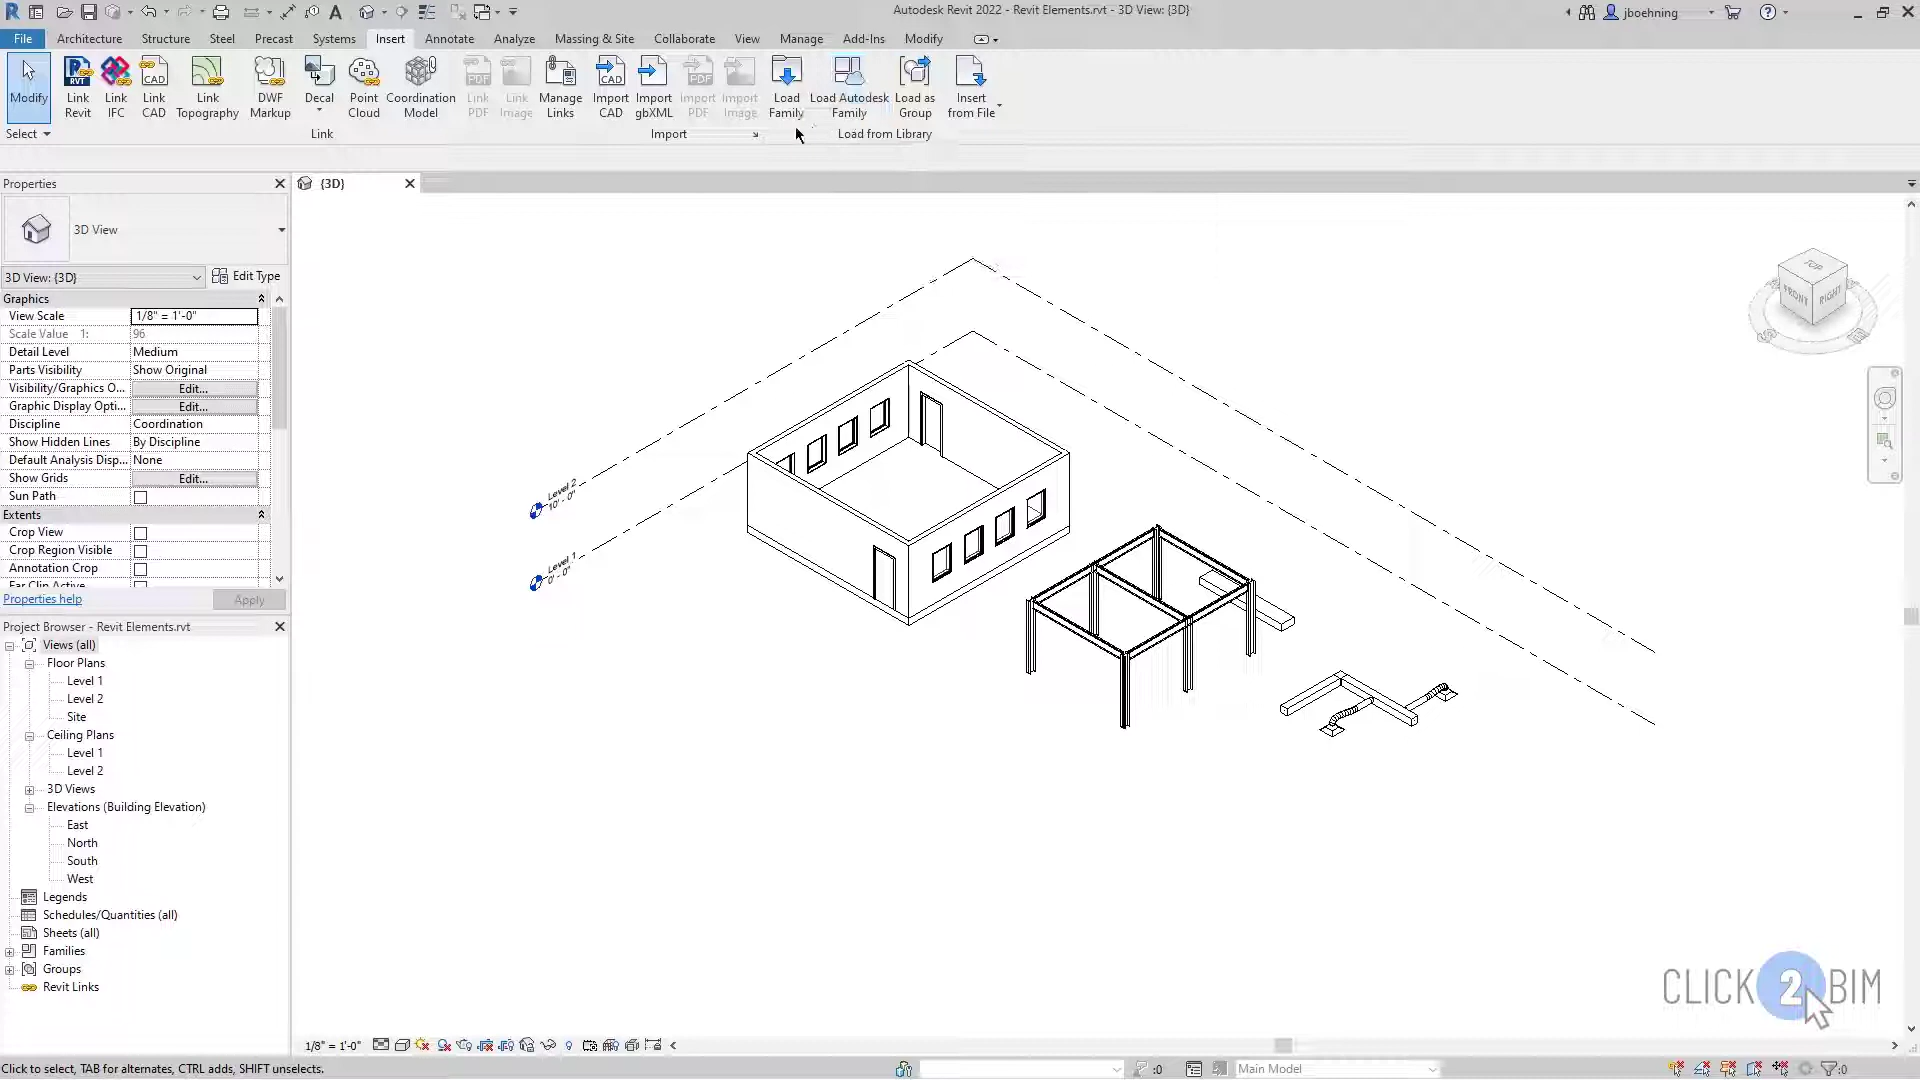 Autodesk Revit 2022 - Revit Elements.rvt - 3D View: {3D}
jboehning
File Architecture Structure Steel Precast Systems Insert Annotate Analyze Massing & Site Collaborate View Manage Add-Ins Modify
Modify
Link Revit
Link IFC
Link CAD
Link Topography
DWF Markup
Decal
Point Cloud
Coordination Model
Link PDF
Link Image
Manage Links
Import CAD
Import gbXML
Import PDF
Import Image
Load Family
Load Autodesk Family
Load as Group
Insert from File
Select
Link
Import
Load from Library
Properties
{3D}
3D View
3D View: {3D}
Edit Type
Graphics
View Scale 1/8" = 1'-0"
Scale Value 1: 96
Detail Level Medium
Parts Visibility Show Original
Visibility/Graphics O... Edit...
Graphic Display Opti... Edit...
Discipline Coordination
Show Hidden Lines By Discipline
Default Analysis Disp... None
Show Grids Edit...
Sun Path
Extents
Crop View
Crop Region Visible
Annotation Crop
Far Clip Active
Properties help
Apply
Project Browser - Revit Elements.rvt
Views (all)
Floor Plans
Level 1
Level 2
Site
Ceiling Plans
Level 1
Level 2
3D Views
Elevations (Building Elevation)
East
North
South
West
Legends
Schedules/Quantities (all)
Sheets (all)
Families
Groups
Revit Links
Level 2
10' - 0"
Level 1
0' - 0"
TOP
FRONT
RIGHT
S
E
CLICK 2 BIM
1/8" = 1'-0"
Click to select, TAB for alternates, CTRL adds, SHIFT unselects.
:0
Main Model
:0